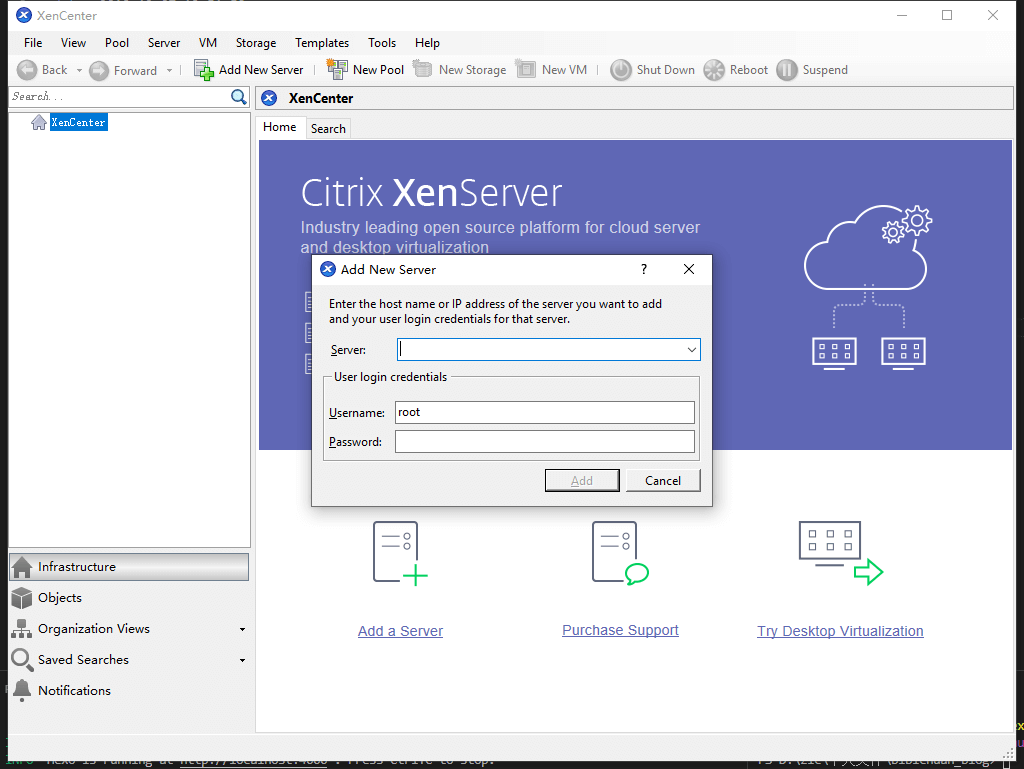 XenCenter
File View Pool Server VM Storage Templates Tools Help
Back Forward Add New Server New Pool New Storage New VM Shut Down Reboot Suspend
Search...
XenCenter
XenCenter
Home Search
Citrix XenServer
Industry leading open source platform for cloud server
and desktop virtualization
Add New Server
?
Enter the host name or IP address of the server you want to add
and your user login credentials for that server.
Server:
User login credentials
Username: root
Password:
Add Cancel
Add a Server
Purchase Support
Try Desktop Virtualization
Infrastructure
Objects
Organization Views
Saved Searches
Notifications